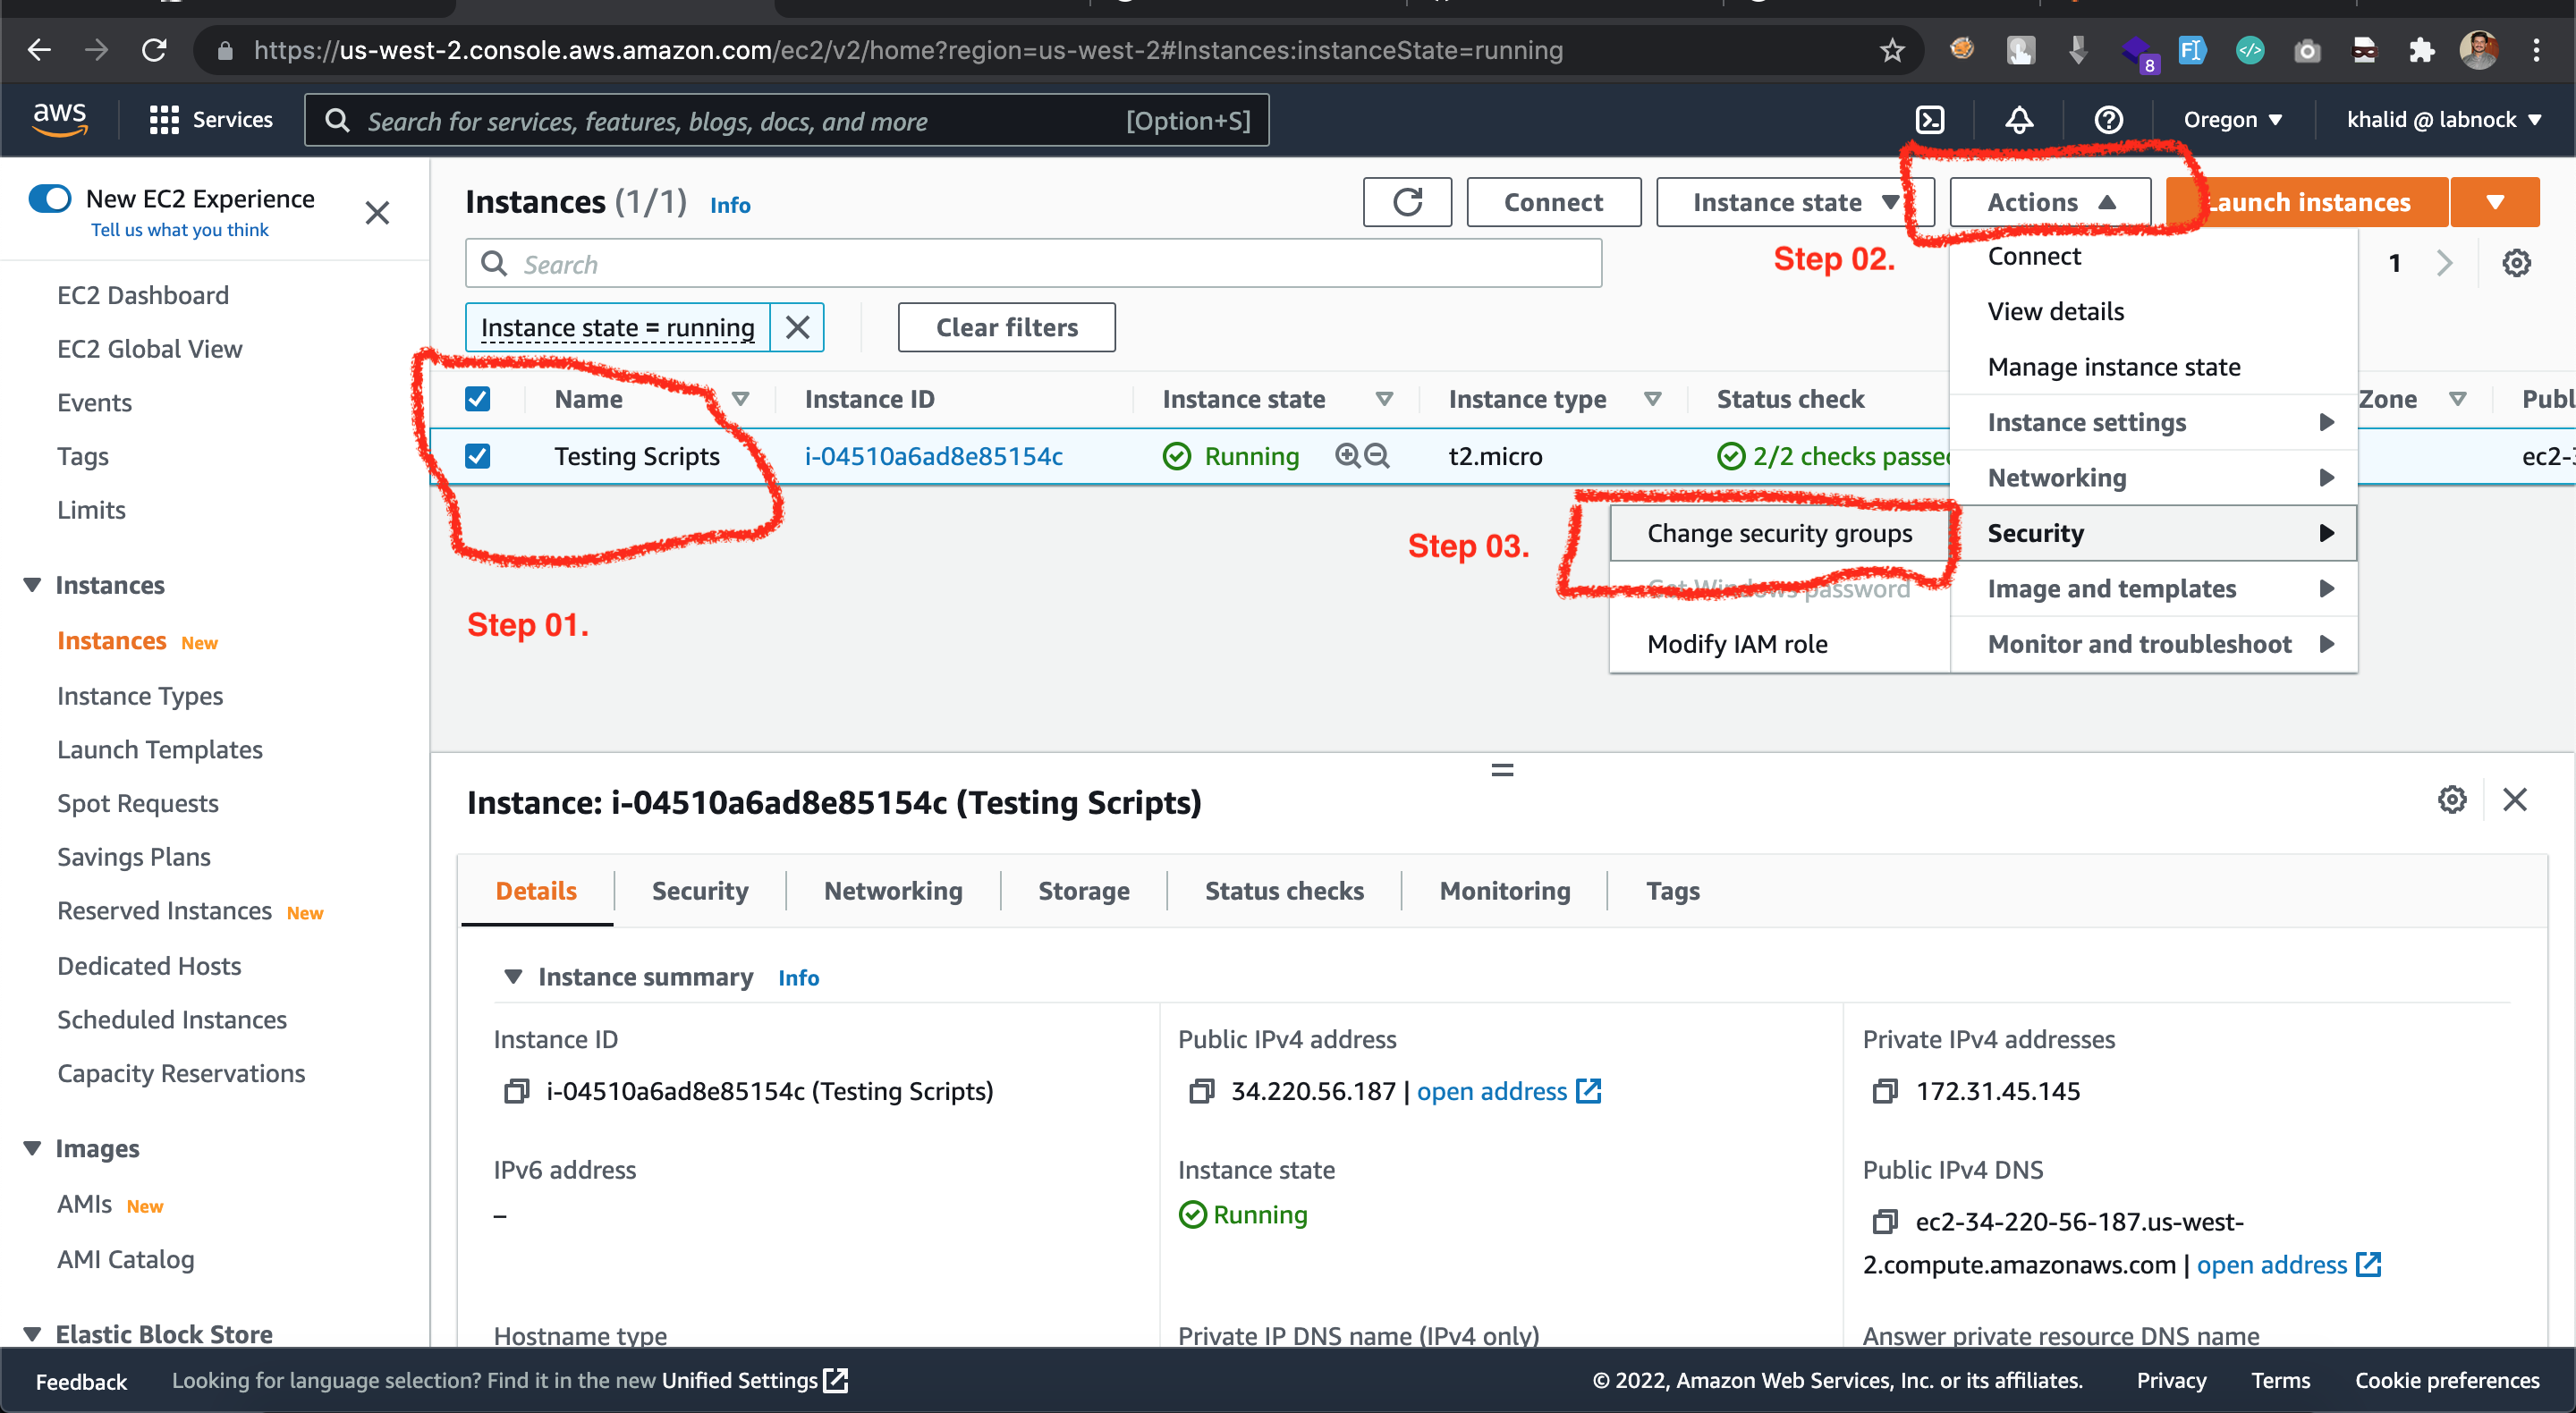 https://us-west-2.console.aws.amazon.com/ec2/v2/home?region=us-west-2#Instances:instanceState=running
8
aws
Services
Search for services, features, blogs, docs, and more
[Option+S]
Oregon
khalid @ labnock
New EC2 Experience
Tell us what you think
EC2 Dashboard
EC2 Global View
Events
Tags
Limits
Instances
Instances New
Instance Types
Launch Templates
Spot Requests
Savings Plans
Reserved Instances New
Dedicated Hosts
Scheduled Instances
Capacity Reservations
Images
AMIs New
AMI Catalog
Elastic Block Store
Instances (1/1) Info
Connect
Instance state
Actions
Launch instances
Search
Step 02.
1
Instance state = running
Clear filters
Connect
View details
Manage instance state
Instance settings
Networking
Security
Image and templates
Monitor and troubleshoot
Name
Instance ID
Instance state
Instance type
Status check
Zone
Publ
Testing Scripts
i-04510a6ad8e85154c
Running
t2.micro
2/2 checks passed
ec2-3
Step 03.
Change security groups
Get Windows password
Modify IAM role
Step 01.
Instance: i-04510a6ad8e85154c (Testing Scripts)
Details
Security
Networking
Storage
Status checks
Monitoring
Tags
Instance summary Info
Instance ID
i-04510a6ad8e85154c (Testing Scripts)
Public IPv4 address
34.220.56.187 | open address
Private IPv4 addresses
172.31.45.145
IPv6 address
–
Instance state
Running
Public IPv4 DNS
ec2-34-220-56-187.us-west-
2.compute.amazonaws.com | open address
Hostname type
Private IP DNS name (IPv4 only)
Answer private resource DNS name
Feedback
Looking for language selection? Find it in the new Unified Settings
© 2022, Amazon Web Services, Inc. or its affiliates.
Privacy
Terms
Cookie preferences